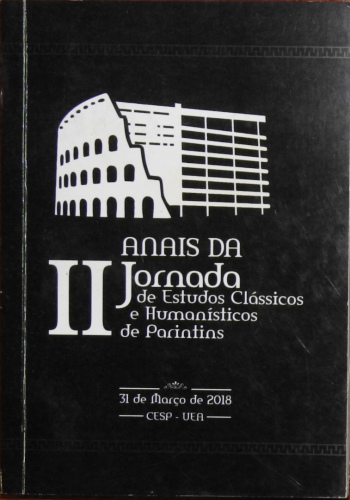 ANAIS DA
II Jornada
de Estudos Clássicos
e Humanísticos
de Parintins
31 de Março de 2018
CESP - UEA